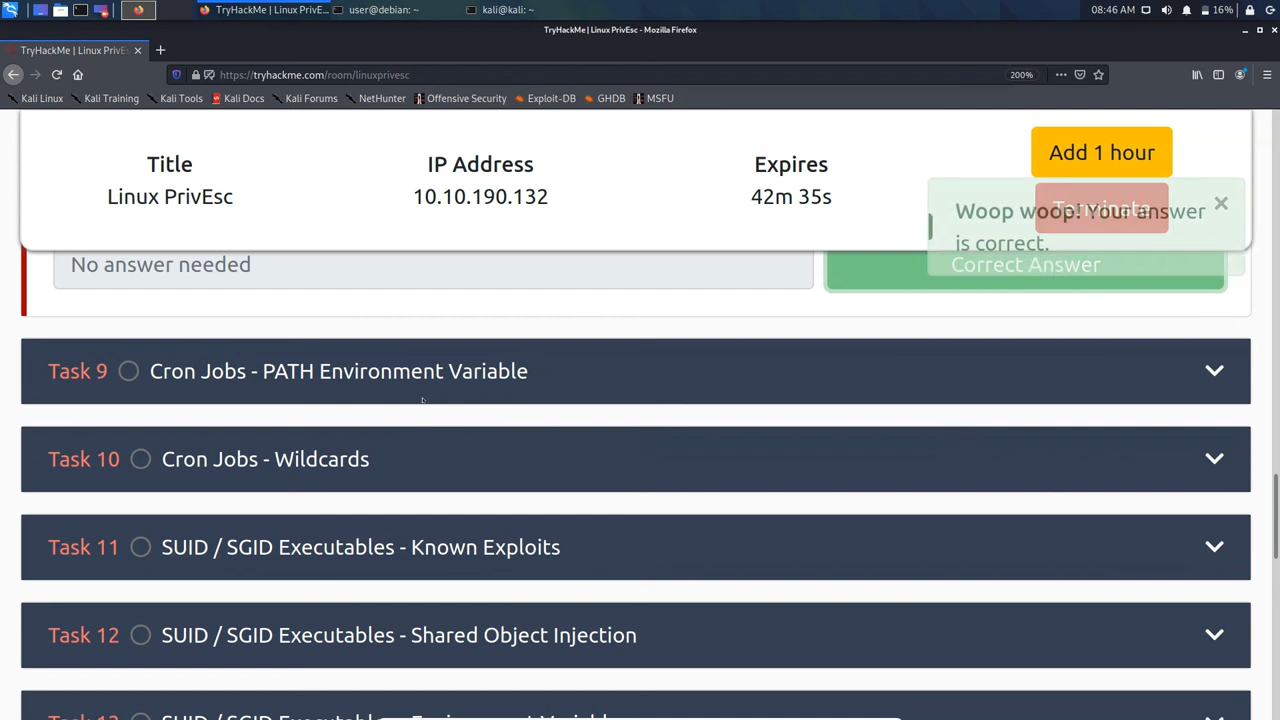 TryHackMe | Linux PrivE...
user@debian: ~
kali@kali: ~
08:46 AM
16%
TryHackMe | Linux PrivEsc - Mozilla Firefox
TryHackMe | Linux PrivEsc
https://tryhackme.com/room/linuxprivesc
200%
Kali Linux
Kali Training
Kali Tools
Kali Docs
Kali Forums
NetHunter
Offensive Security
Exploit-DB
GHDB
MSFU
Title
IP Address
Expires
Add 1 hour
Linux PrivEsc
10.10.190.132
42m 35s
Terminate
Woop woop! Your answer
is correct.
No answer needed
Correct Answer
Task 9 Cron Jobs - PATH Environment Variable
Task 10 Cron Jobs - Wildcards
Task 11 SUID / SGID Executables - Known Exploits
Task 12 SUID / SGID Executables - Shared Object Injection